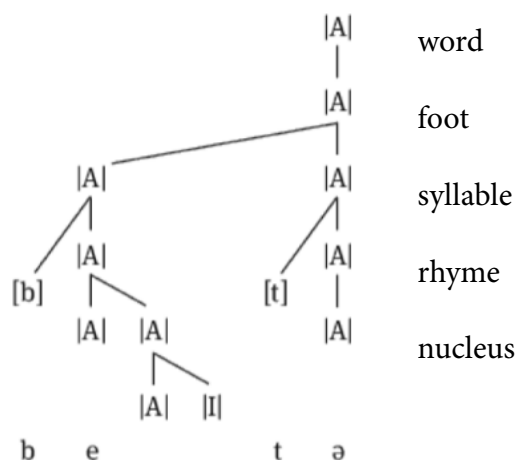 |A| word
|A| foot
|A| |A| syllable
|A| |A| rhyme
[b] [t]
|A| |A| |A| nucleus
|A| |I|
b e t ə